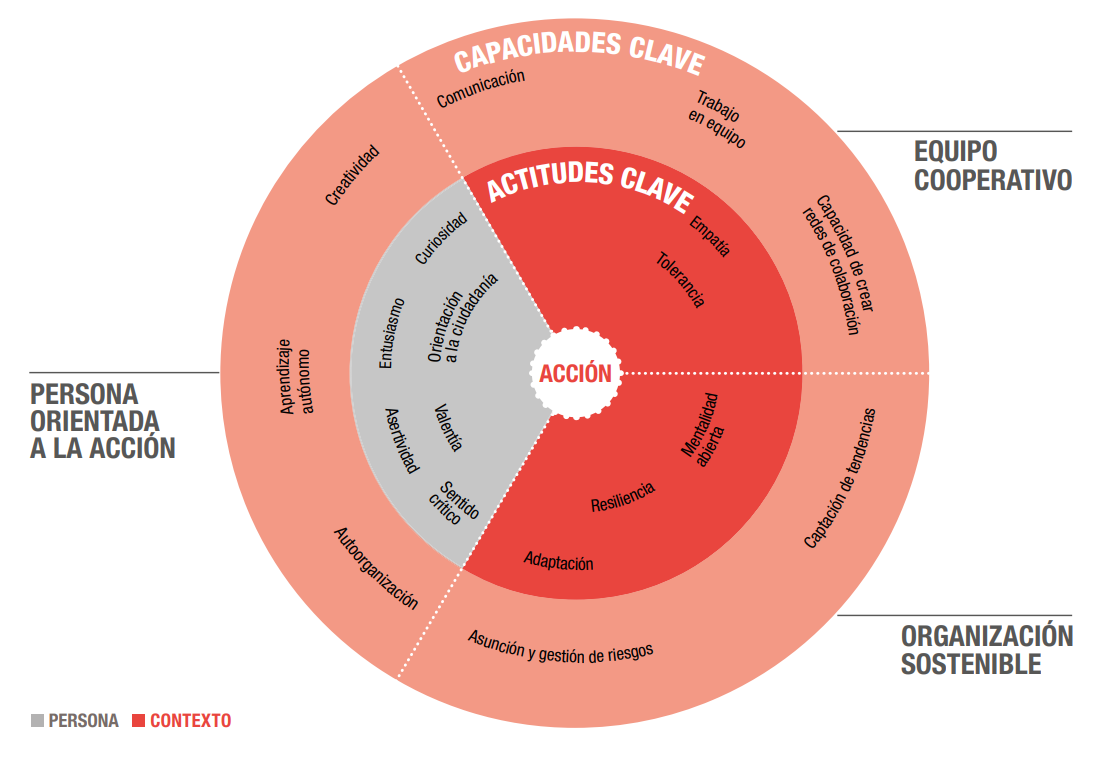 CAPACIDADES CLAVE
Comunicación
Trabajo
en equipo
Capacidad de crear
redes de colaboración
EQUIPO
COOPERATIVO
ACTITUDES CLAVE
Empatía
Tolerancia
Creatividad
Aprendizaje
autónomo
Autoorganización
Curiosidad
Orientación
a la ciudadanía
Entusiasmo
Valentía
Asertividad
Sentido
crítico
PERSONA
ORIENTADA
A LA ACCIÓN
ACCIÓN
Mentalidad
abierta
Resiliencia
Adaptación
Captación de tendencias
Asunción y gestión de riesgos
ORGANIZACIÓN
SOSTENIBLE
PERSONA
CONTEXTO